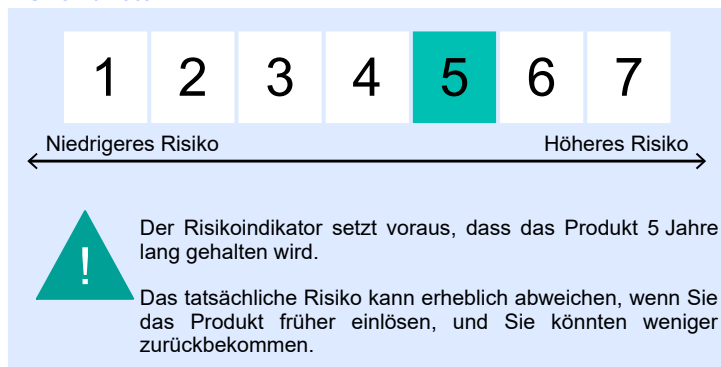 1 2 3 4 5 6 7
Niedrigeres Risiko Höheres Risiko
!
Der Risikoindikator setzt voraus, dass das Produkt 5 Jahre
lang gehalten wird.
Das tatsächliche Risiko kann erheblich abweichen, wenn Sie
das Produkt früher einlösen, und Sie könnten weniger
zurückbekommen.